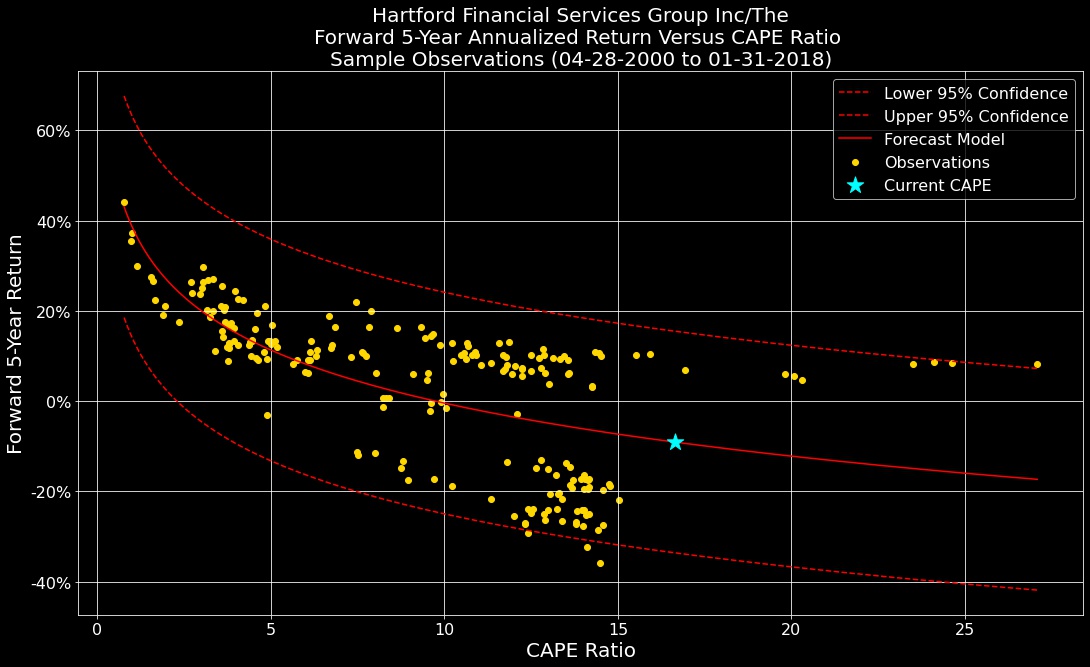 Hartford Financial Services Group Inc/The
Forward 5-Year Annualized Return Versus CAPE Ratio
Sample Observations (04-28-2000 to 01-31-2018)
Lower 95% Confidence
Upper 95% Confidence
Forecast Model
Observations
Current CAPE
Forward 5-Year Return
60%
40%
20%
0%
-20%
-40%
0 5 10 15 20 25
CAPE Ratio